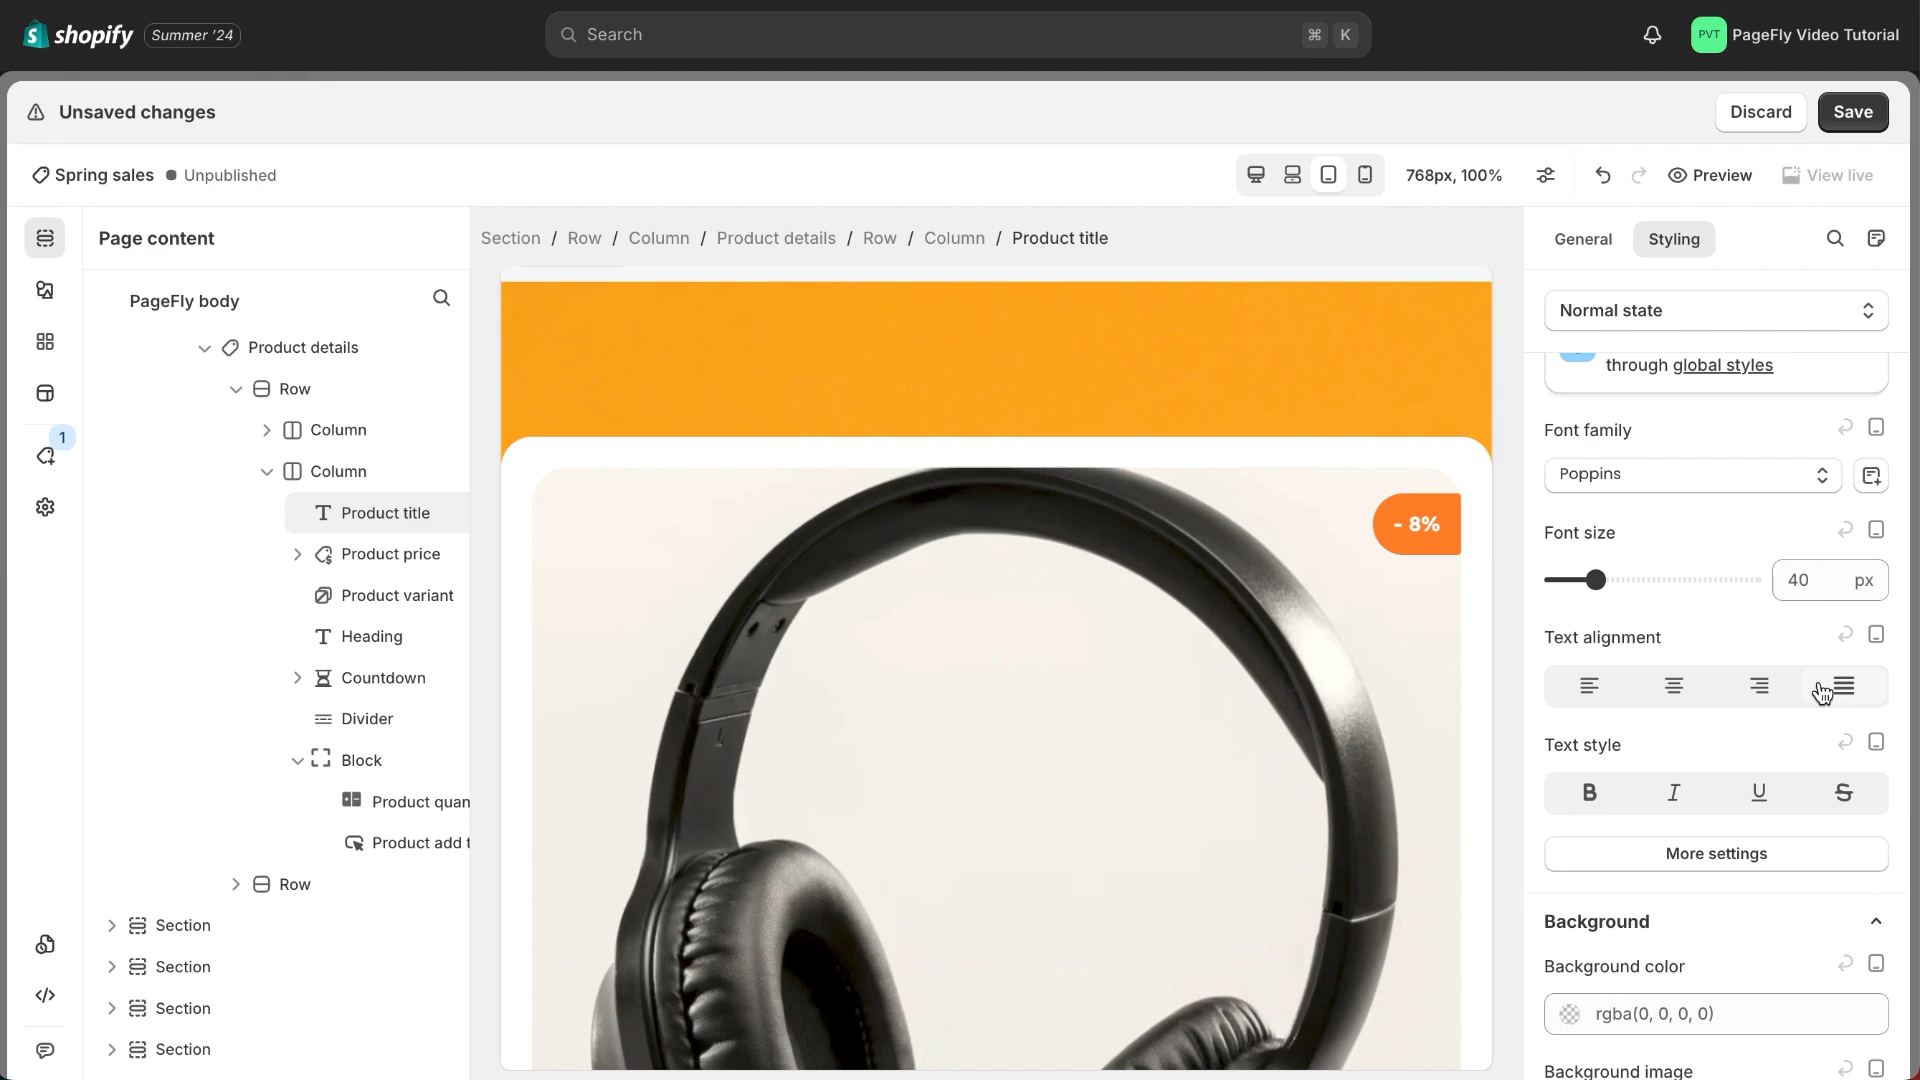 shopify
Summer '24
Search
⌘ K
PVT
PageFly Video Tutorial
Unsaved changes
Discard
Save
Spring sales
Unpublished
768px, 100%
Preview
View live
Page content
PageFly body
Product details
Row
Column
Column
Product title
Product price
Product variant
Heading
Countdown
Divider
Block
Product quan
Product add t
Row
Section
Section
Section
Section
1
Section / Row / Column / Product details / Row / Column / Product title
- 8%
General
Styling
Normal state
through global styles
Font family
Poppins
Font size
40 px
Text alignment
Text style
B I U S
More settings
Background
Background color
rgba(0, 0, 0, 0)
Background image